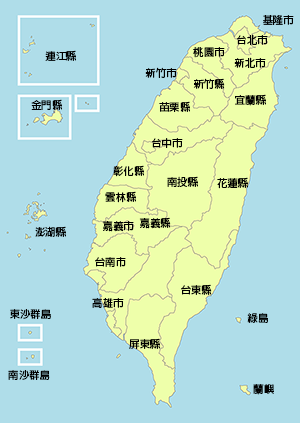 基隆市
台北市
桃園市
新北市
連江縣
新竹市
新竹縣
宜蘭縣
金門縣
苗栗縣
台中市
彰化縣
南投縣
花蓮縣
雲林縣
澎湖縣
嘉義市
嘉義縣
台南市
台東縣
高雄市
東沙群島
綠島
屏東縣
南沙群島
蘭嶼